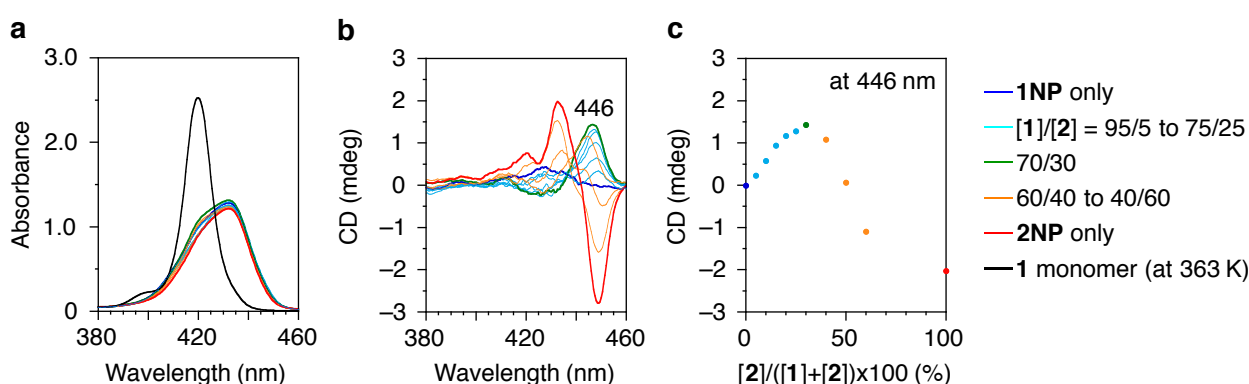 a
3.0
2.0
1.0
0
Absorbance
380
420
460
Wavelength (nm)
b
3
2
1
0
–1
–2
–3
CD (mdeg)
446
380
420
460
Wavelength (nm)
c
3
2
1
0
–1
–2
–3
CD (mdeg)
at 446 nm
0
50
100
[2]/([1]+[2])x100 (%)
1NP only
[1]/[2] = 95/5 to 75/25
70/30
60/40 to 40/60
2NP only
1 monomer (at 363 K)